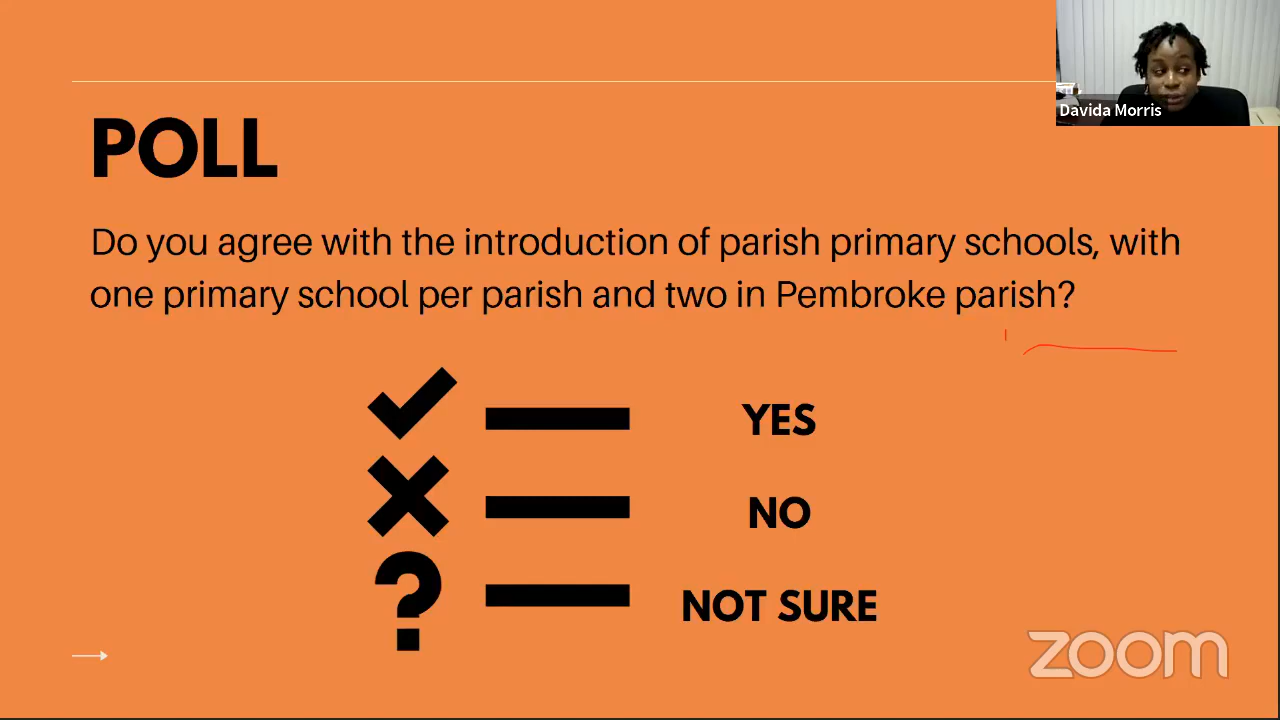 Davida Morris
POLL
Do you agree with the introduction of parish primary schools, with
one primary school per parish and two in Pembroke parish?
YES
NO
? NOT SURE
zoom